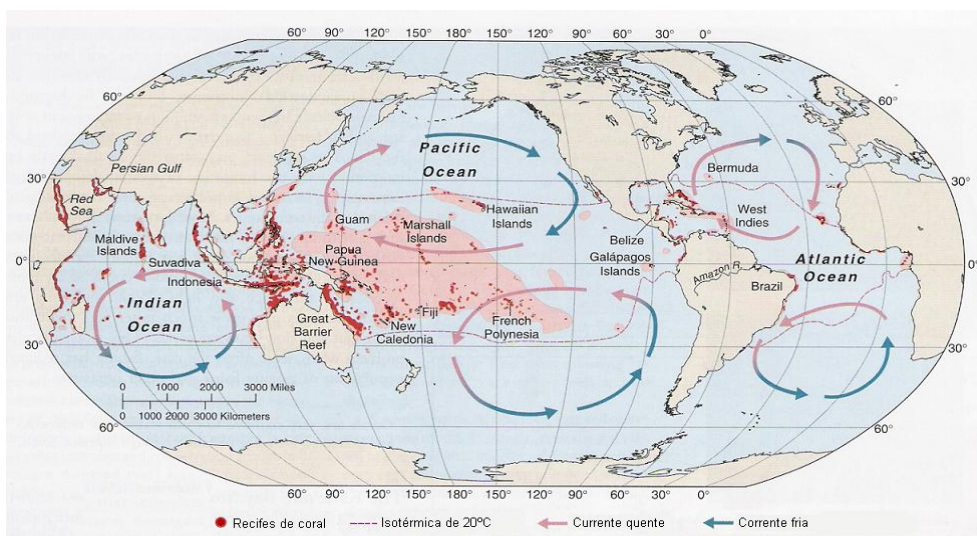 60° 90° 120° 150° 180° 150° 120° 90° 60° 30° 0°
60°
60°
Pacific
Ocean
Persian Gulf
Bermuda
30°
30°
Red
Sea
Hawaiian
Islands
Guam
Marshall
Islands
West
Indies
Maldive
Islands
Papua
New Guinea
Belize
Galápagos
Islands
Suvadiva
0°
0°
Indonesia
Amazon R.
Atlantic
Ocean
Brazil
Indian
Ocean
Great
Barrier
Reef
Fiji
New
Caledonia
French
Polynesia
30°
30°
0 1000 2000 3000 Miles
0 1000 2000 3000 Kilometers
60°
60°
60° 90° 120° 150° 180° 150° 120° 90° 60° 30° 0°
Recifes de coral
Isotérmica de 20ºC
Currente quente
Corrente fria